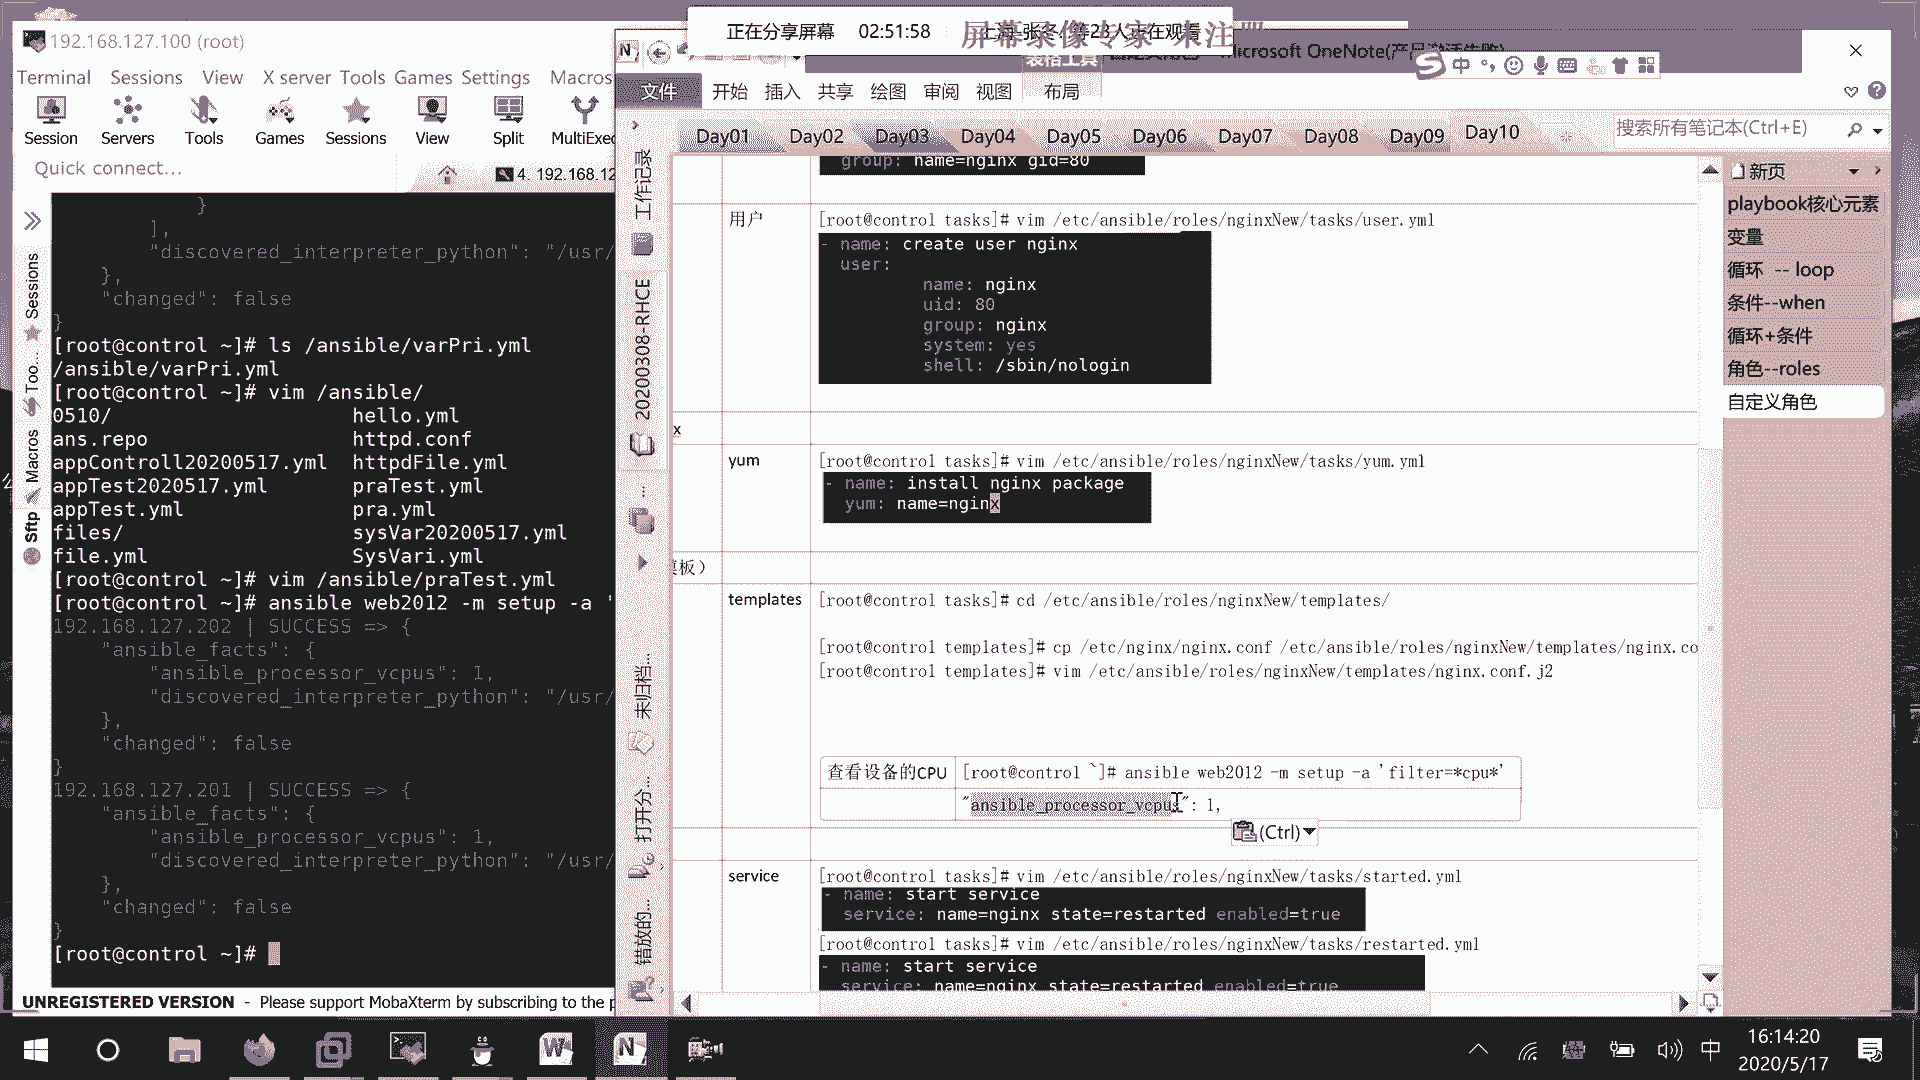 192.168.127.100 (root)
正在分享屏幕 02:51:58
屏幕录像专家 未注
Microsoft OneNote(产品激活失败)
表格工具
Terminal Sessions View X server Tools Games Settings Macros
文件 开始 插入 共享 绘图 审阅 视图 布局
Session Servers Tools Games Sessions View Split MultiExec
Day01 Day02 Day03 Day04 Day05 Day06 Day07 Day08 Day09 Day10
搜索所有笔记本(Ctrl+E)
Quick connect...
4. 192.168.12
}
],
"discovered_interpreter_python": "/usr/
},
"changed": false
}
[root@control ~]# ls /ansible/varPri.yml
/ansible/varPri.yml
[root@control ~]# vim /ansible/
0510/ hello.yml
ans.repo httpd.conf
appControll20200517.yml httpdFile.yml
appTest2020517.yml praTest.yml
appTest.yml pra.yml
files/ sysVar20200517.yml
file.yml SysVari.yml
[root@control ~]# vim /ansible/praTest.yml
[root@control ~]# ansible web2012 -m setup -a '
192.168.127.202 | SUCCESS => {
"ansible_facts": {
"ansible_processor_vcpus": 1,
"discovered_interpreter_python": "/usr/
},
"changed": false
}
192.168.127.201 | SUCCESS => {
"ansible_facts": {
"ansible_processor_vcpus": 1,
"discovered_interpreter_python": "/usr/
},
"changed": false
}
[root@control ~]#
UNREGISTERED VERSION - Please support MobaXterm by subscribing to the p
Sessions
Too...
Macros
Sftp
工作记录
20200308-RHCE
...
未归档...
打开分...
错放的...
group: name=nginx gid=80
用户 [root@control tasks]# vim /etc/ansible/roles/nginxNew/tasks/user.yml
- name: create user nginx
user:
name: nginx
uid: 80
group: nginx
system: yes
shell: /sbin/nologin
x
yum [root@control tasks]# vim /etc/ansible/roles/nginxNew/tasks/yum.yml
- name: install nginx package
yum: name=nginx
板）
templates [root@control tasks]# cd /etc/ansible/roles/nginxNew/templates/
[root@control templates]# cp /etc/nginx/nginx.conf /etc/ansible/roles/nginxNew/templates/nginx.co
[root@control templates]# vim /etc/ansible/roles/nginxNew/templates/nginx.conf.j2
查看设备的CPU [root@control ~]# ansible web2012 -m setup -a 'filter=*cpu*'
"ansible_processor_vcpus": 1,
(Ctrl)
service [root@control tasks]# vim /etc/ansible/roles/nginxNew/tasks/started.yml
- name: start service
service: name=nginx state=restarted enabled=true
[root@control tasks]# vim /etc/ansible/roles/nginxNew/tasks/restarted.yml
- name: start service
service: name=nginx state=restarted enabled=true
新页
playbook核心元素
变量
循环 -- loop
条件--when
循环+条件
角色--roles
自定义角色
中
16:14:20
2020/5/17